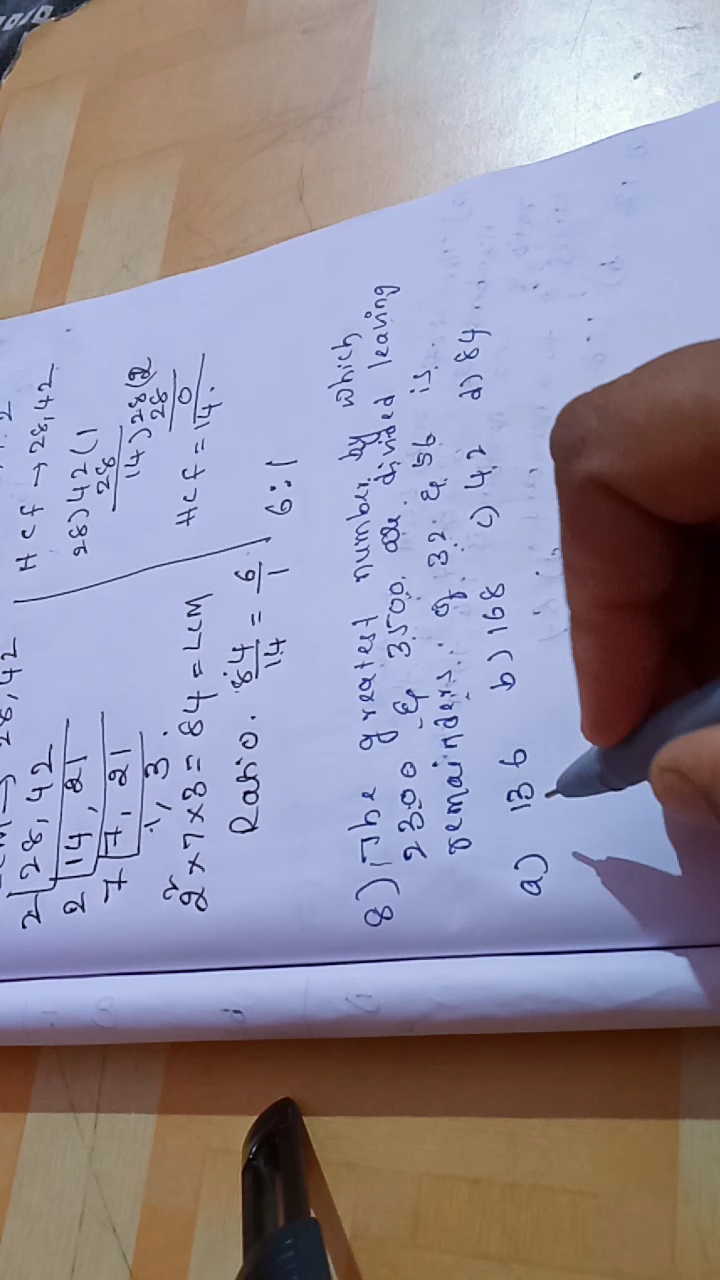 H c f → 28, 42
2 | 28, 42
28 ) 42 ( 1
28
2 | 14, 21
14 ) 28 ( 2
28
0
7 | 7, 21
1, 3.
Hcf = 14.
2² × 7 × 3 = 84 = LCM
Ratio. 84/14 = 6/1 6:1
8) The greatest number by which
2300 & 3500 are divided leaving
remainders of 32 & 56 is.
a) 136 b) 168 c) 42 d) 84